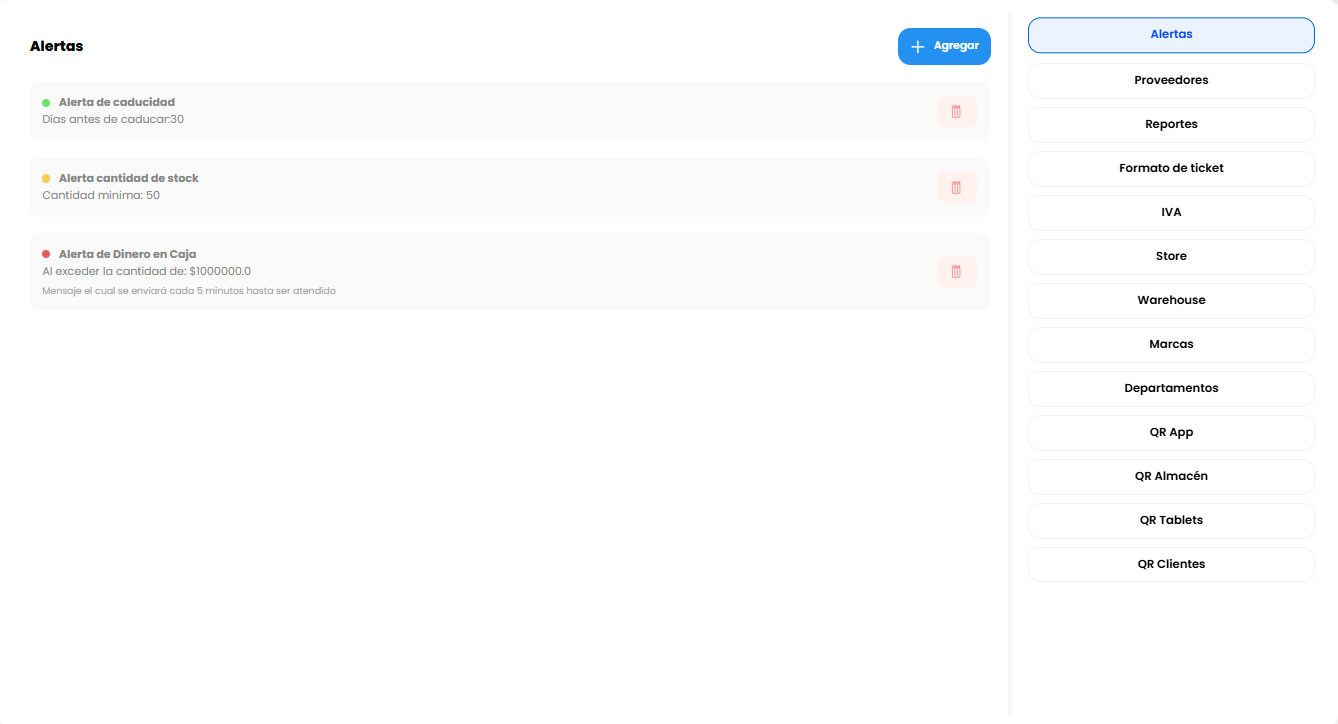 Alertas
Agregar
Alerta de caducidad
Días antes de caducar:30
Alerta cantidad de stock
Cantidad minima: 50
Alerta de Dinero en Caja
Al exceder la cantidad de: $1000000.0
Mensaje el cual se enviará cada 5 minutos hasta ser atendido
Alertas
Proveedores
Reportes
Formato de ticket
IVA
Store
Warehouse
Marcas
Departamentos
QR App
QR Almacén
QR Tablets
QR Clientes